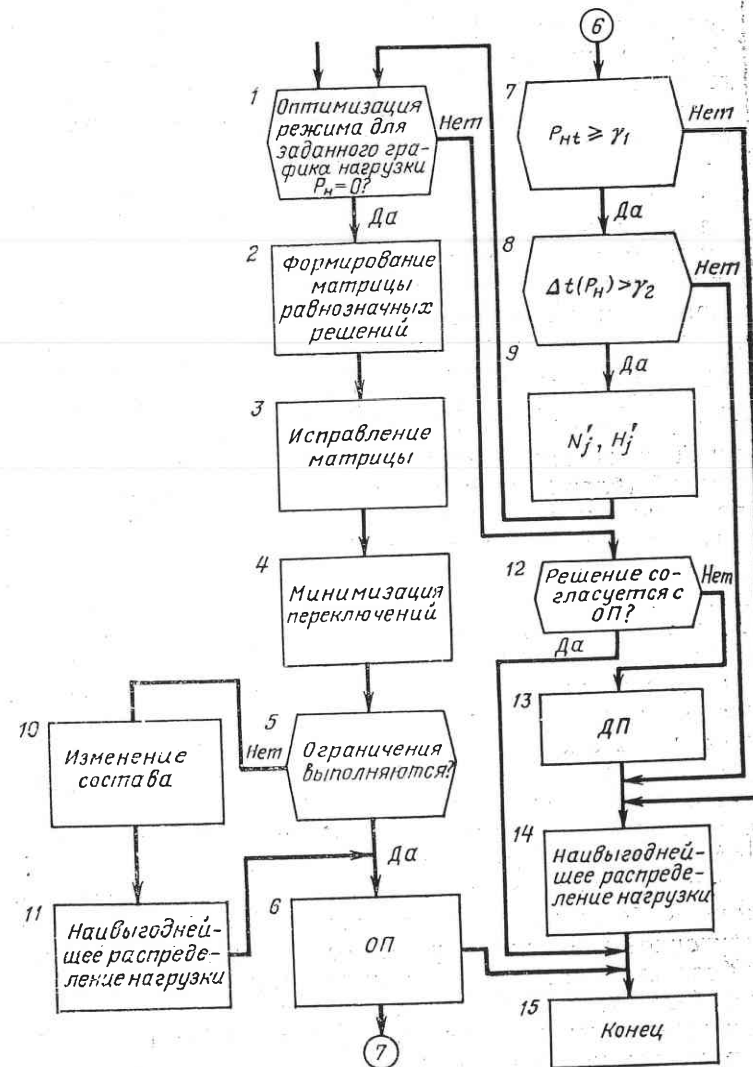 1
Оптимизация
режима для
заданного гра-
фика нагрузки
Pн=0?
Нет
Да
2
Формирование
матрицы
равнозначных
решений
3
Исправление
матрицы
4
Минимизация
переключений
5
Ограничения
выполняются?
Нет
Да
10
Изменение
состава
11
Наивыгодней-
шее распреде-
ление нагрузки
6
ОП
7
6
7
Pнt ≥ γ1
Нет
Да
8
Δt(Pн)>γ2
Нет
Да
9
N'j, H'j
12
Решение со-
гласуется с
ОП?
Нет
Да
13
ДП
14
Наивыгодней-
шее распреде-
ление нагрузки
15
Конец